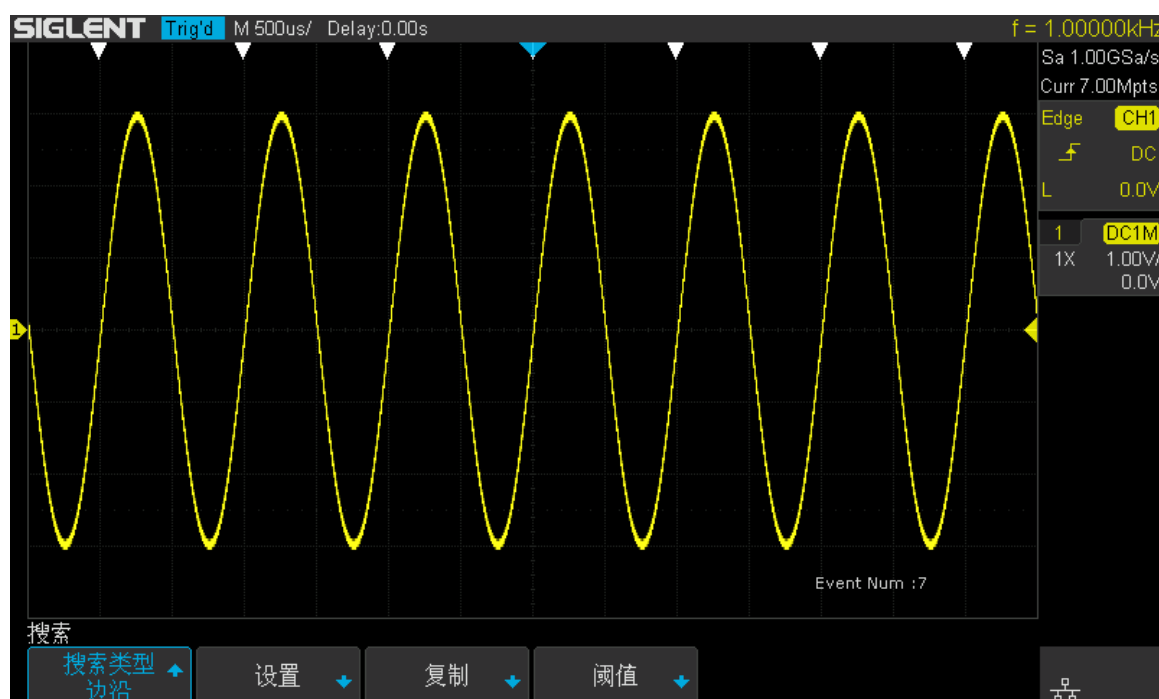 SIGLENT Trig'd M 500us/ Delay:0.00s f = 1.00000kHz
Sa 1.00GSa/s
Curr 7.00Mpts
Edge CH1
DC
L 0.0V
1 DC1M
1X 1.00V/
0.0V
1
Event Num :7
搜索
搜索类型 设置 复制 阈值
边沿